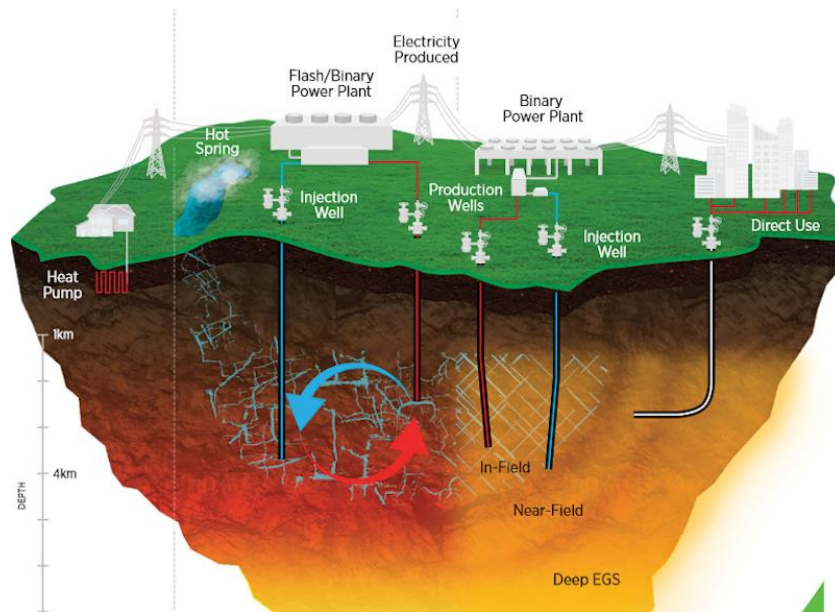 Electricity
Produced
Flash/Binary
Power Plant
Binary
Power Plant
Hot
Spring
Injection
Well
Production
Wells
Injection
Well
Direct Use
Heat
Pump
1km
4km
DEPTH
In-Field
Near-Field
Deep EGS